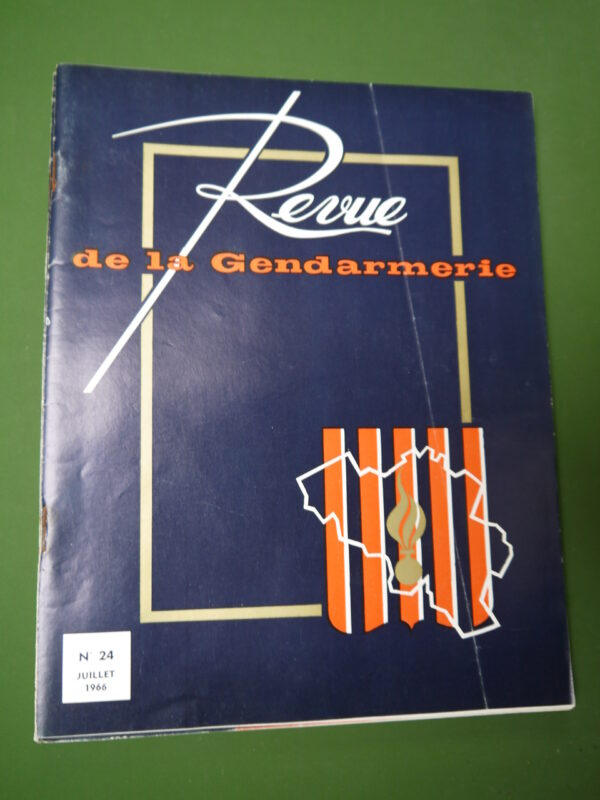 Revue
de la Gendarmerie
N° 24
JUILLET
1966